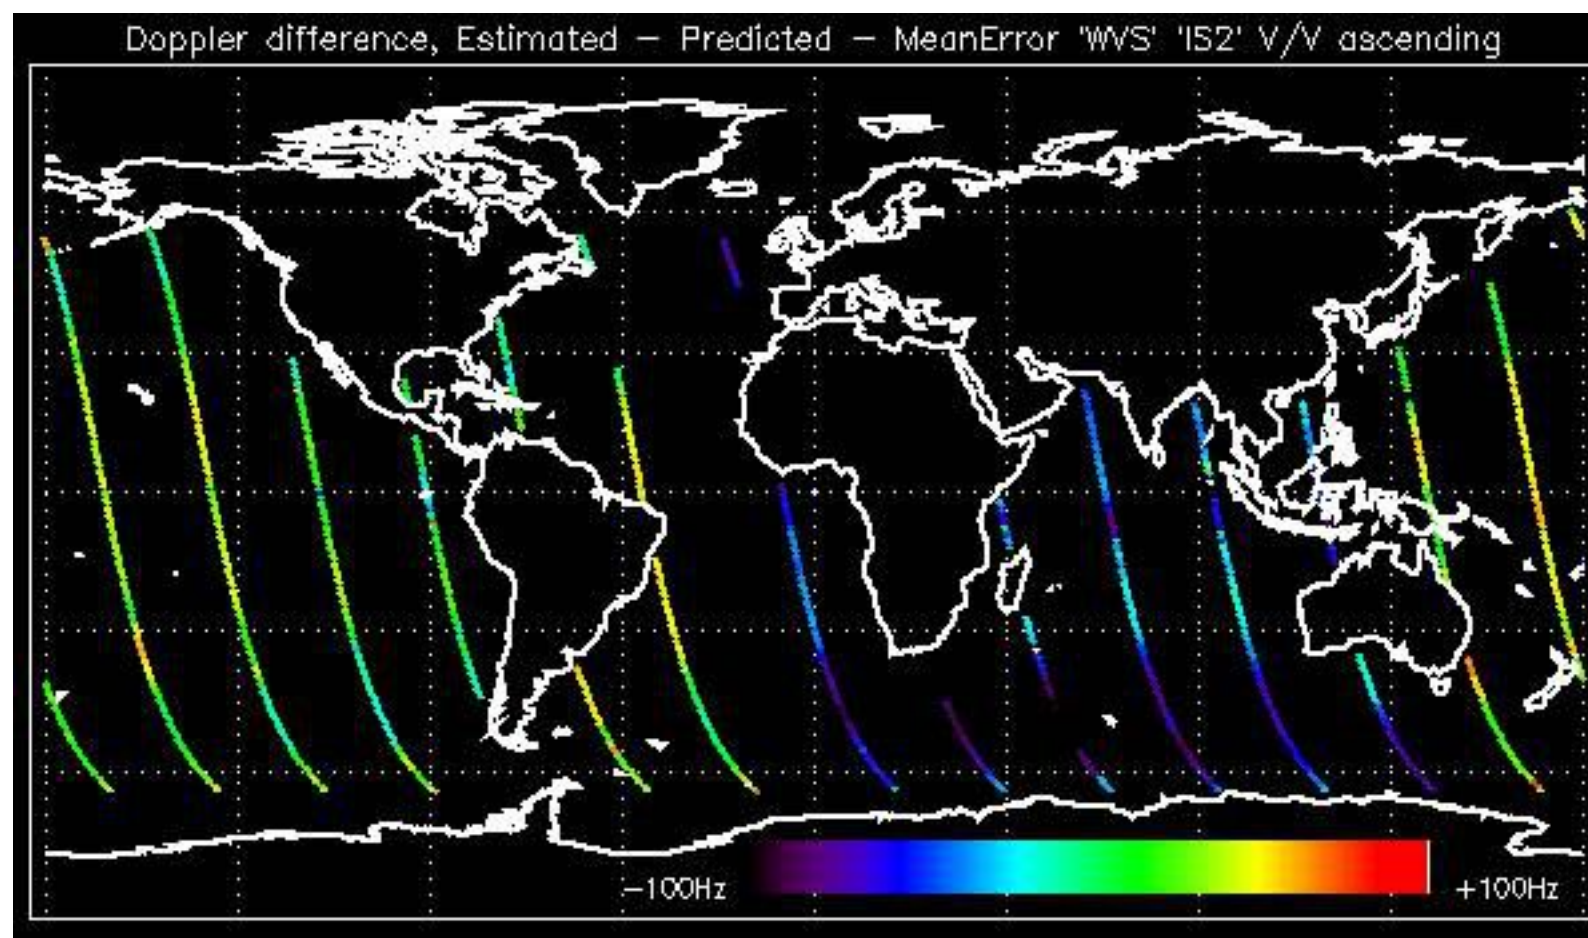 Doppler difference, Estimated – Predicted – MeanError 'WVS' 'IS2' V/V ascending
−100Hz +100Hz